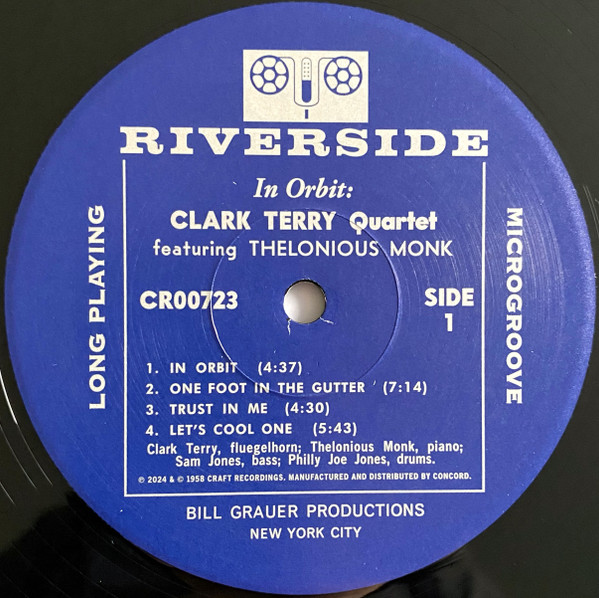 RIVERSIDE
In Orbit:
CLARK TERRY Quartet
featuring THELONIOUS MONK
LONG PLAYING
MICROGROOVE
CR00723
SIDE 1
1. IN ORBIT (4:37)
2. ONE FOOT IN THE GUTTER (7:14)
3. TRUST IN ME (4:30)
4. LET'S COOL ONE (5:43)
Clark Terry, fluegelhorn; Thelonious Monk, piano;
Sam Jones, bass; Philly Joe Jones, drums.
℗ 2024 & © 1958 CRAFT RECORDINGS. MANUFACTURED AND DISTRIBUTED BY CONCORD.
BILL GRAUER PRODUCTIONS
NEW YORK CITY